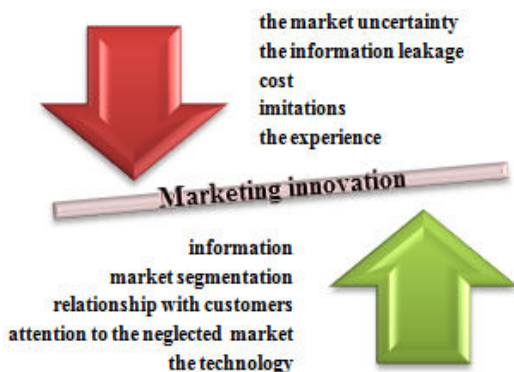 the market uncertainty
the information leakage
cost
imitations
the experience
Marketing innovation
information
market segmentation
relationship with customers
attention to the neglected market
the technology